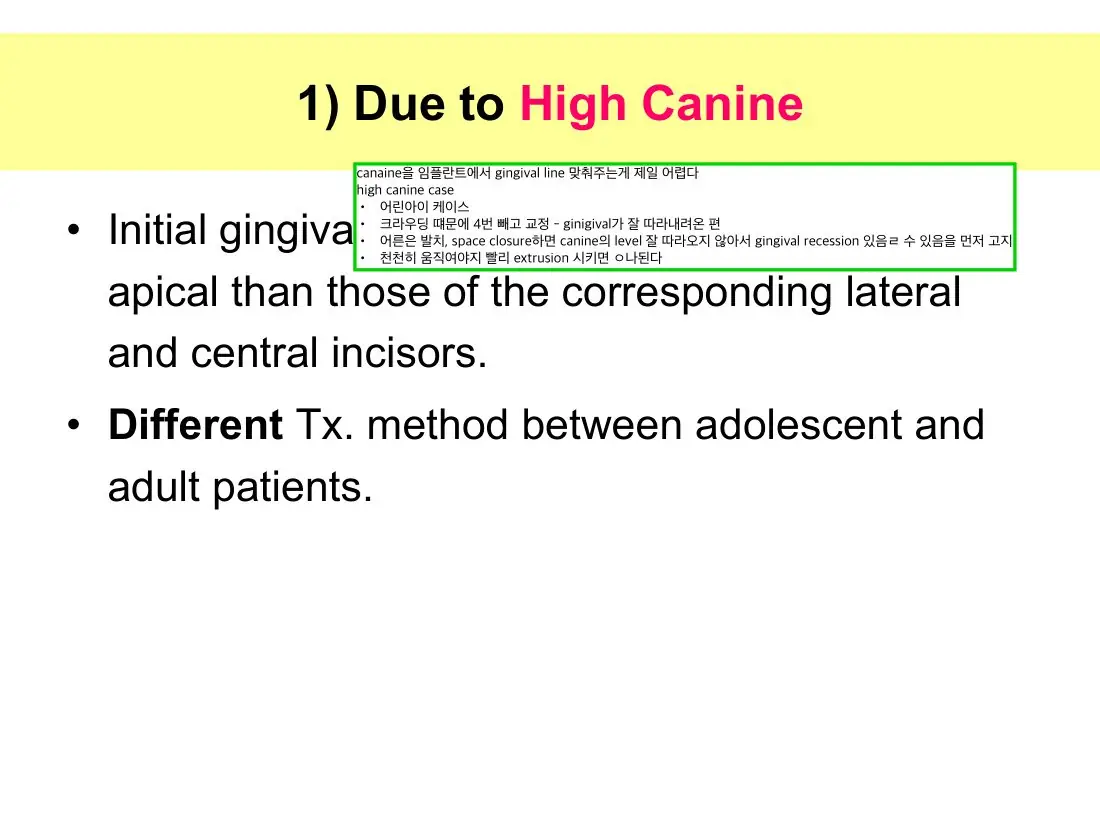 1) Due to High Canine
canaine을 임플란트에서 gingival line 맞춰주는게 제일 어렵다
high canine case
• 어린아이 케이스
• 크라우딩 떄문에 4번 빼고 교정 - ginigival가 잘 따라내려온 편
• 어른은 발치, space closure하면 canine의 level 잘 따라오지 않아서 gingival recession 있음ㄹ 수 있음을 먼저 고지
• 천천히 움직여야지 빨리 extrusion 시키면 ㅇ나된다
• Initial gingiva
apical than those of the corresponding lateral
and central incisors.
• Different Tx. method between adolescent and
adult patients.